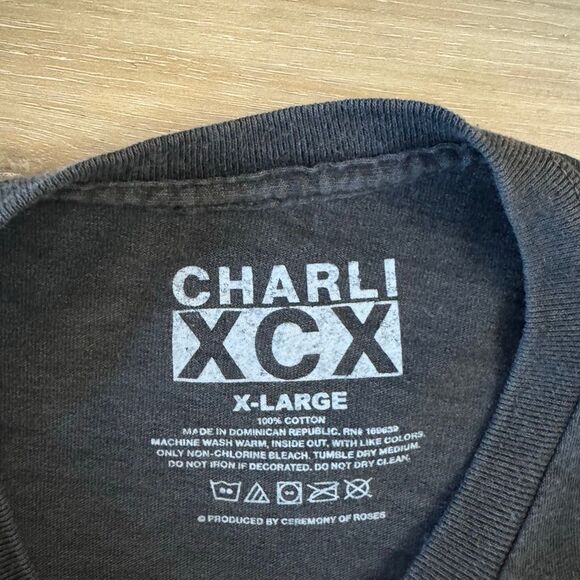 CHARLI
XCX
X-LARGE
100% COTTON
MADE IN DOMINICAN REPUBLIC. RN# 169639
MACHINE WASH WARM, INSIDE OUT, WITH LIKE COLORS.
ONLY NON-CHLORINE BLEACH. TUMBLE DRY MEDIUM.
DO NOT IRON IF DECORATED. DO NOT DRY CLEAN.
© PRODUCED BY CEREMONY OF ROSES